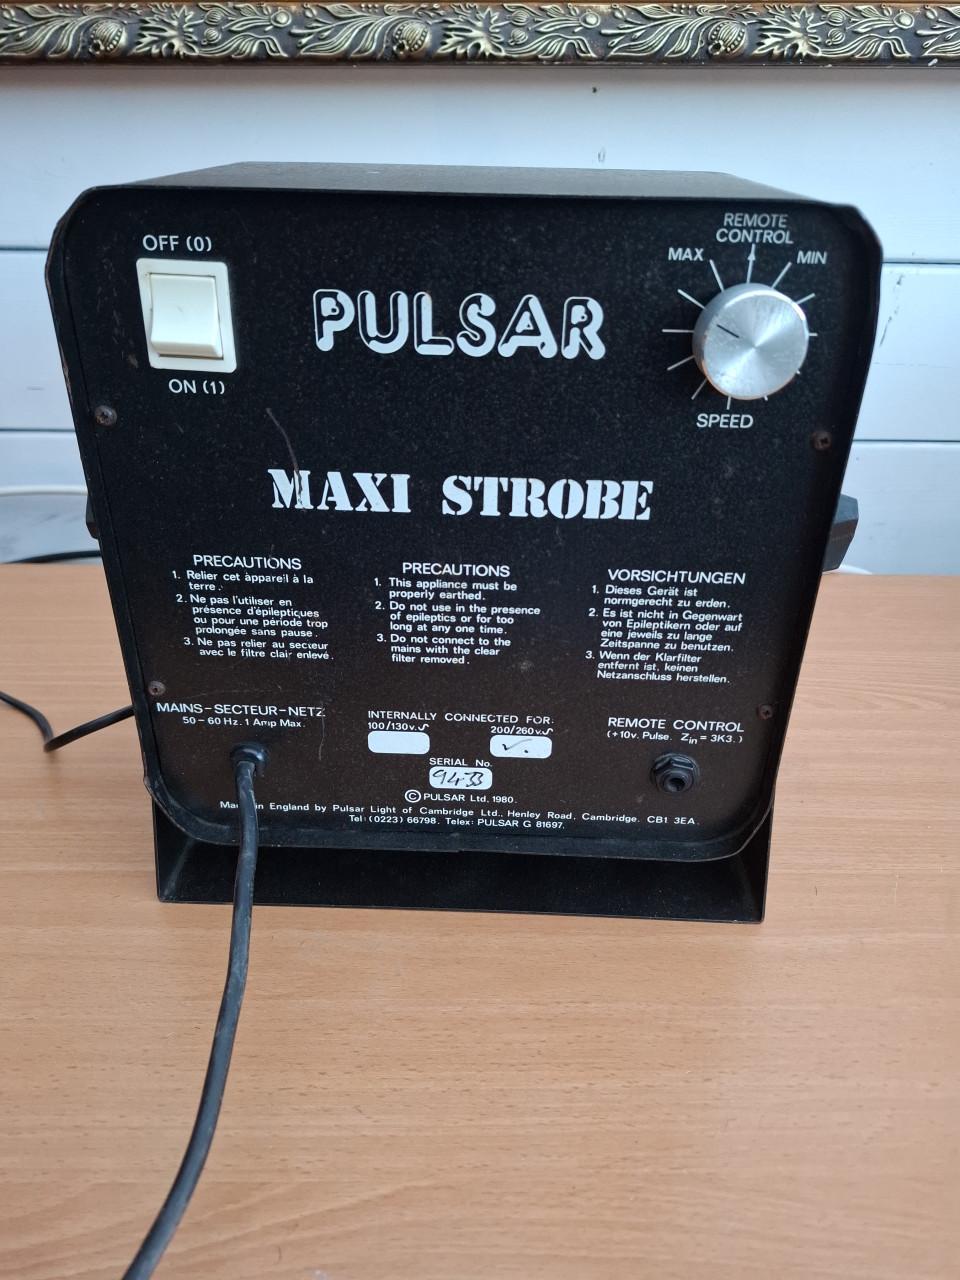 OFF (O)
ON (1)
PULSAR
REMOTE
CONTROL
MAX
MIN
SPEED
MAXI STROBE
PRECAUTIONS
1. Relier cet appareil à la
terre.
2. Ne pas l'utiliser en
présence d'épileptiques
ou pour une période trop
prolongée sans pause.
3. Ne pas relier au secteur
avec le filtre clair enlevé.
PRECAUTIONS
1. This appliance must be
properly earthed.
2. Do not use in the presence
of epileptics or for too
long at any one time.
3. Do not connect to the
mains with the clear
filter removed.
VORSICHTUNGEN
1. Dieses Gerät ist
normgerecht zu erden.
2. Es ist nicht in Gegenwart
von Epileptikern oder auf
eine jeweils zu lange
Zeitspanne zu benutzen.
3. Wenn der Klarfilter
entfernt ist, keinen
Netzanschluss herstellen.
MAINS-SECTEUR-NETZ
50-60 Hz. 1 Amp Max.
INTERNALLY CONNECTED FOR:
100/130v.∿ 200/260v.∿
✓.
SERIAL No.
REMOTE CONTROL
(+10v. Pulse. Zin = 3K3.)
© PULSAR Ltd. 1980.
Made in England by Pulsar Light of Cambridge Ltd., Henley Road, Cambridge. CB1 3EA.
Tel: (0223) 66798. Telex: PULSAR G 81697.